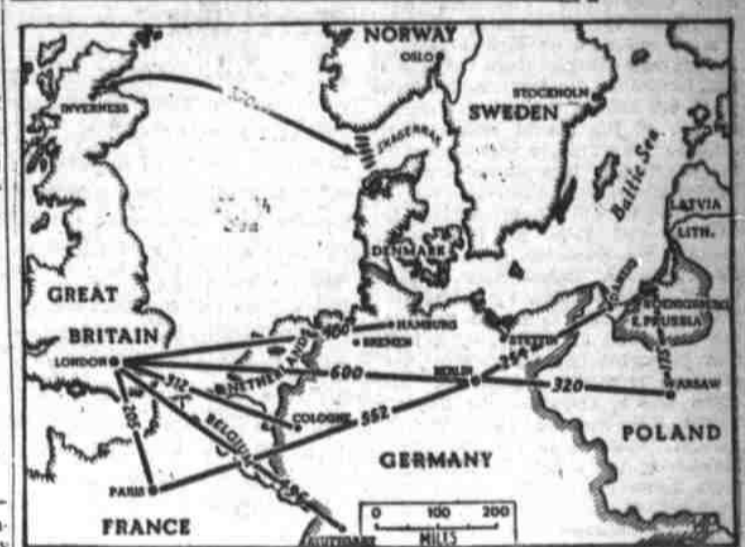 NORWAY
OSLO
INVERNESS
STOCKHOLM
SWEDEN
SKAGERRAK
Baltic Sea
LATVIA
LITH.
DENMARK
GREAT
BRITAIN
HAMBURG
400
BREMEN
STETTIN
E. PRUSSIA
LONDON
NETHERLANDS
600
BERLIN
264
320
WARSAW
312
205
BELGIUM
COLOGNE
552
POLAND
GERMANY
PARIS
FRANCE
0 100 200
MILES